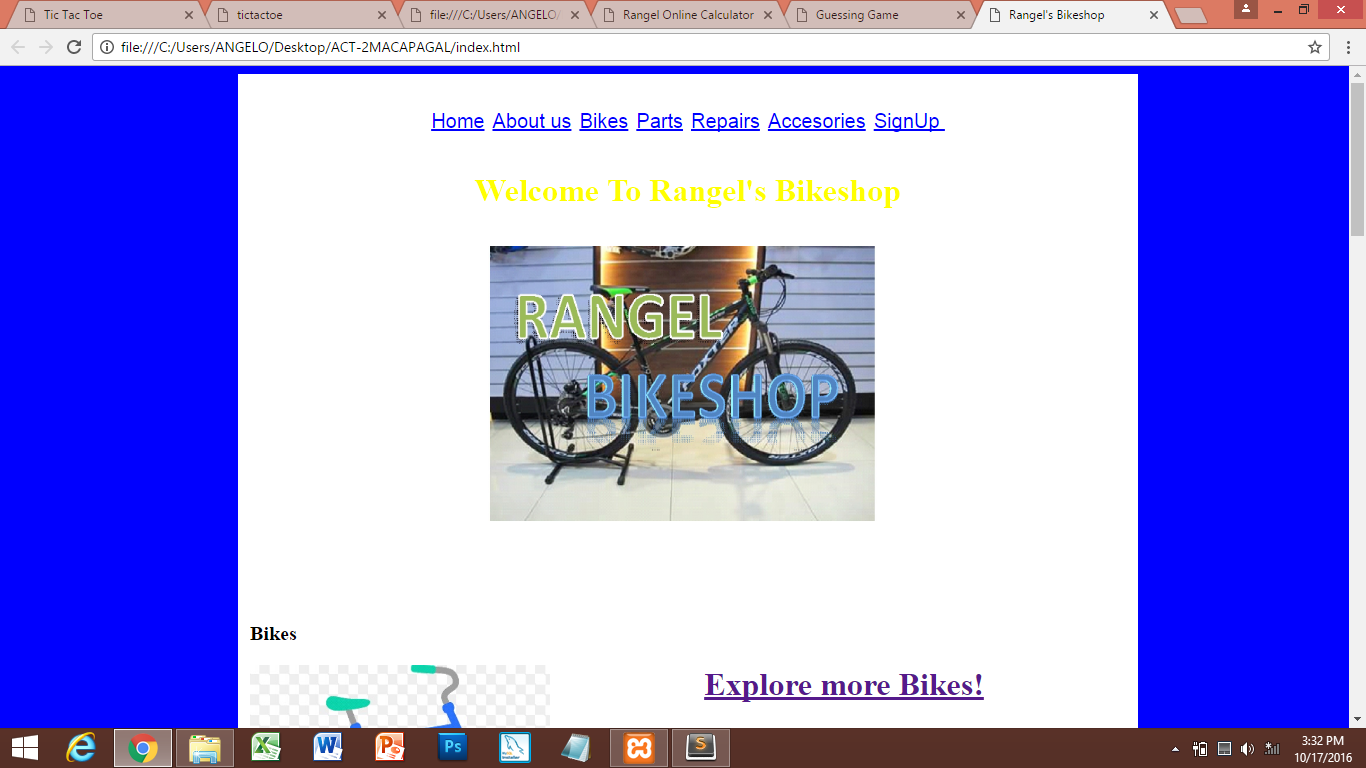 Tic Tac Toe
tictactoe
file:///C:/Users/ANGELO/
Rangel Online Calculator
Guessing Game
Rangel's Bikeshop
file:///C:/Users/ANGELO/Desktop/ACT-2MACAPAGAL/index.html
Home About us Bikes Parts Repairs Accesories SignUp
Welcome To Rangel's Bikeshop
RANGEL
BIKESHOP
Bikes
Explore more Bikes!
3:32 PM
10/17/2016